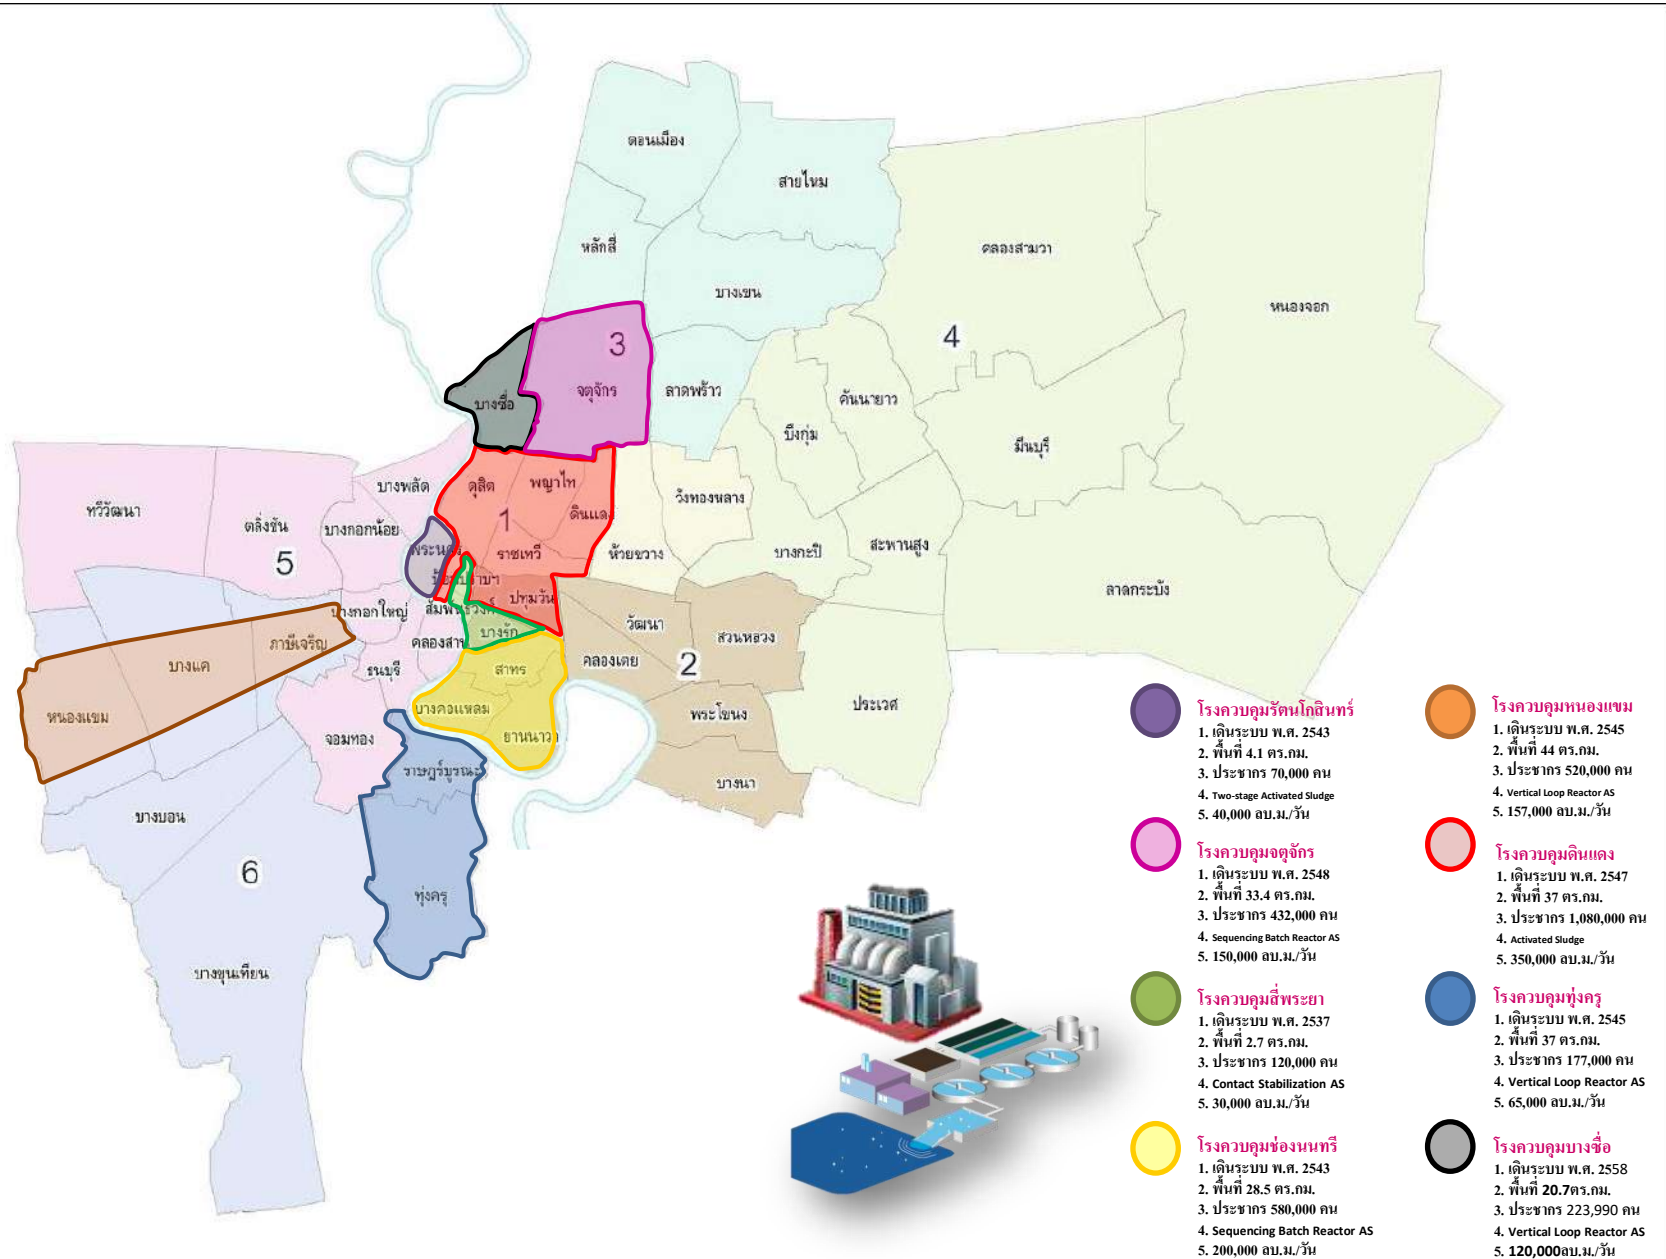 ดอนเมือง
สายไหม
หลักสี่
คลองสามวา
บางเขน
หนองจอก
3
4
จตุจักร
ลาดพร้าว
คันนายาว
บางซื่อ
บึงกุ่ม
มีนบุรี
บางพลัด
ดุสิต
พญาไท
วังทองหลาง
ทวีวัฒนา
ตลิ่งชัน
บางกอกน้อย
1
ดินแดง
พระนคร
ราชเทวี
ห้วยขวาง
บางกะปิ
สะพานสูง
5
ป้อมปราบฯ
ปทุมวัน
ลาดกระบัง
บางกอกใหญ่
สัมพันธวงศ์
บางรัก
วัฒนา
สวนหลวง
ภาษีเจริญ
คลองสาน
บางแค
ธนบุรี
สาทร
คลองเตย
2
หนองแขม
บางคอแหลม
พระโขนง
ประเวศ
จอมทอง
ยานนาวา
ราษฎร์บูรณะ
บางนา
บางบอน
6
ทุ่งครุ
บางขุนเทียน
โรงควบคุมรัตนโกสินทร์
1. เดินระบบ พ.ศ. 2543
2. พื้นที่ 4.1 ตร.กม.
3. ประชากร 70,000 คน
4. Two-stage Activated Sludge
5. 40,000 ลบ.ม./วัน
โรงควบคุมจตุจักร
1. เดินระบบ พ.ศ. 2548
2. พื้นที่ 33.4 ตร.กม.
3. ประชากร 432,000 คน
4. Sequencing Batch Reactor AS
5. 150,000 ลบ.ม./วัน
โรงควบคุมสี่พระยา
1. เดินระบบ พ.ศ. 2537
2. พื้นที่ 2.7 ตร.กม.
3. ประชากร 120,000 คน
4. Contact Stabilization AS
5. 30,000 ลบ.ม./วัน
โรงควบคุมช่องนนทรี
1. เดินระบบ พ.ศ. 2543
2. พื้นที่ 28.5 ตร.กม.
3. ประชากร 580,000 คน
4. Sequencing Batch Reactor AS
5. 200,000 ลบ.ม./วัน
โรงควบคุมหนองแขม
1. เดินระบบ พ.ศ. 2545
2. พื้นที่ 44 ตร.กม.
3. ประชากร 520,000 คน
4. Vertical Loop Reactor AS
5. 157,000 ลบ.ม./วัน
โรงควบคุมดินแดง
1. เดินระบบ พ.ศ. 2547
2. พื้นที่ 37 ตร.กม.
3. ประชากร 1,080,000 คน
4. Activated Sludge
5. 350,000 ลบ.ม./วัน
โรงควบคุมทุ่งครุ
1. เดินระบบ พ.ศ. 2545
2. พื้นที่ 37 ตร.กม.
3. ประชากร 177,000 คน
4. Vertical Loop Reactor AS
5. 65,000 ลบ.ม./วัน
โรงควบคุมบางซื่อ
1. เดินระบบ พ.ศ. 2558
2. พื้นที่ 20.7ตร.กม.
3. ประชากร 223,990 คน
4. Vertical Loop Reactor AS
5. 120,000ลบ.ม./วัน